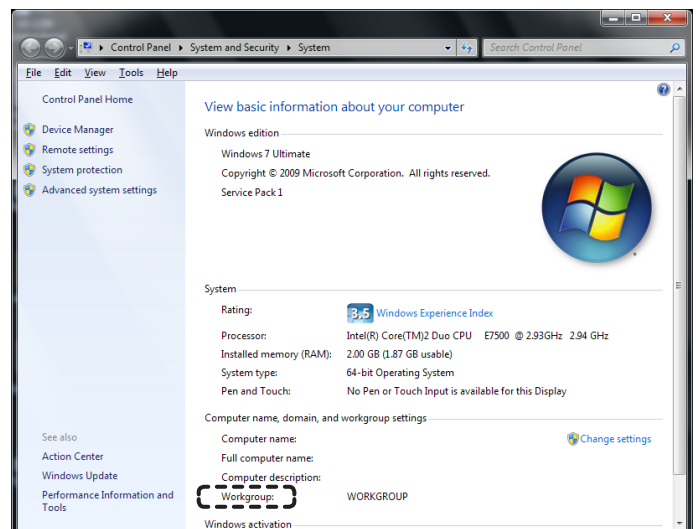 Control Panel ▸ System and Security ▸ System
Search Control Panel
File Edit View Tools Help
Control Panel Home
Device Manager
Remote settings
System protection
Advanced system settings
See also
Action Center
Windows Update
Performance Information and
Tools
View basic information about your computer
Windows edition
Windows 7 Ultimate
Copyright © 2009 Microsoft Corporation. All rights reserved.
Service Pack 1
System
Rating: 3.5 Windows Experience Index
Processor: Intel(R) Core(TM)2 Duo CPU E7500 @ 2.93GHz 2.94 GHz
Installed memory (RAM): 2.00 GB (1.87 GB usable)
System type: 64-bit Operating System
Pen and Touch: No Pen or Touch Input is available for this Display
Computer name, domain, and workgroup settings
Computer name: Change settings
Full computer name:
Computer description:
Workgroup: WORKGROUP
Windows activation